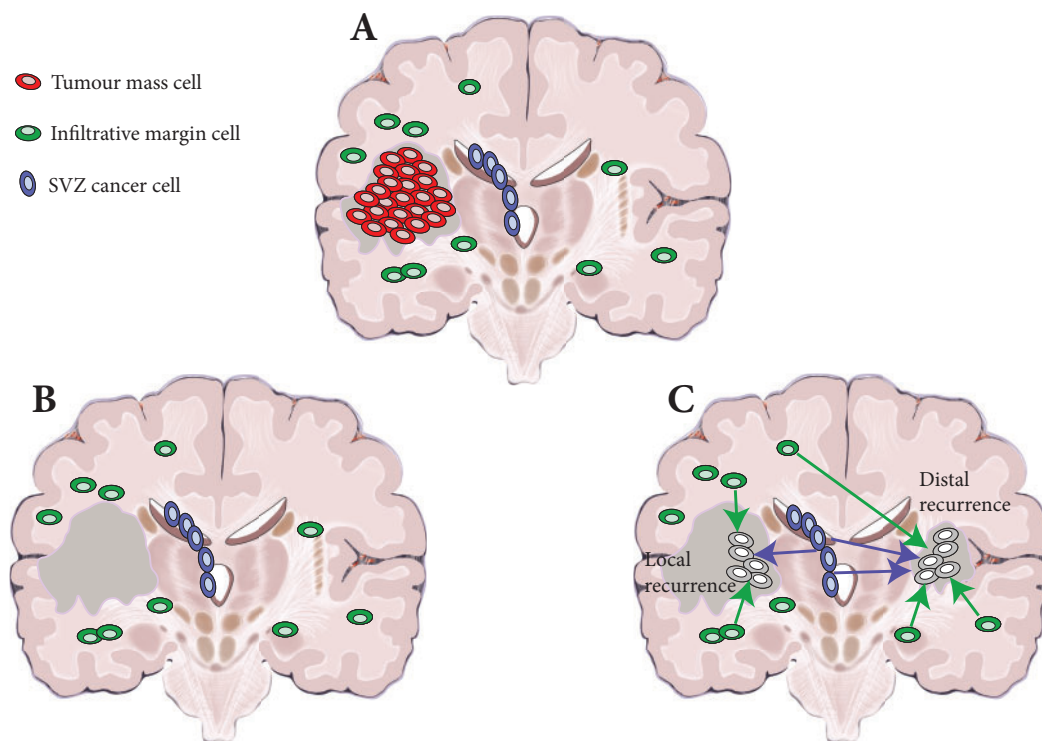 A
Tumour mass cell
Infiltrative margin cell
SVZ cancer cell
B
C
Distal
recurrence
Local
recurrence